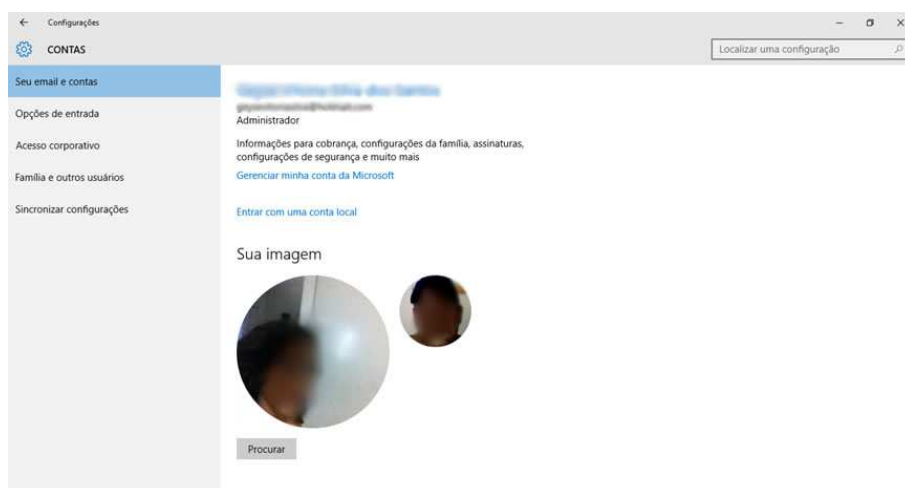 Configurações
CONTAS
Localizar uma configuração
Seu email e contas
Opções de entrada
Acesso corporativo
Família e outros usuários
Sincronizar configurações
Administrador
Informações para cobrança, configurações da família, assinaturas,
configurações de segurança e muito mais
Gerenciar minha conta da Microsoft
Entrar com uma conta local
Sua imagem
Procurar